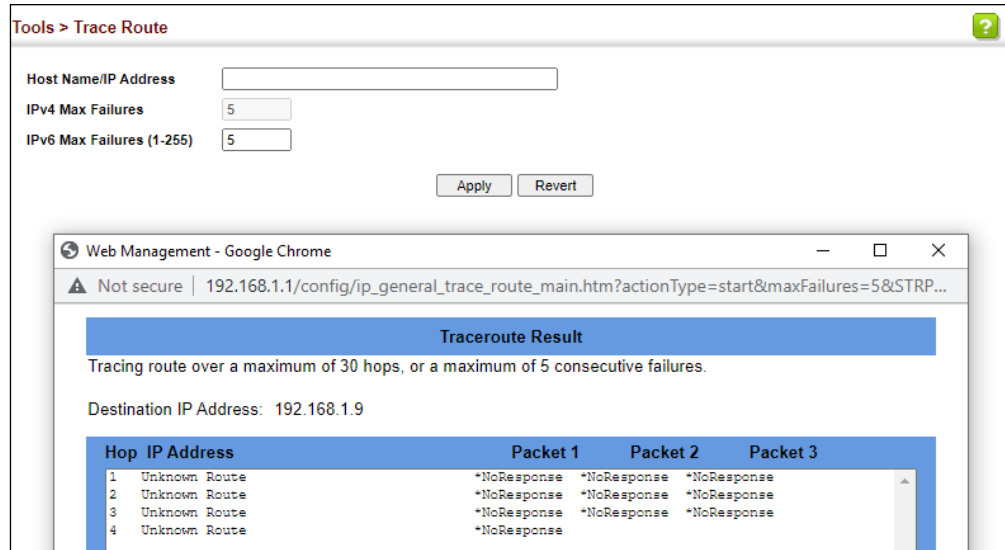 Tools > Trace Route
?
Host Name/IP Address
IPv4 Max Failures 5
IPv6 Max Failures (1-255) 5
Apply Revert
Web Management - Google Chrome
Not secure | 192.168.1.1/config/ip_general_trace_route_main.htm?actionType=start&maxFailures=5&STRP...
Traceroute Result
Tracing route over a maximum of 30 hops, or a maximum of 5 consecutive failures.
Destination IP Address: 192.168.1.9
Hop IP Address Packet 1 Packet 2 Packet 3
1 Unknown Route *NoResponse *NoResponse *NoResponse
2 Unknown Route *NoResponse *NoResponse *NoResponse
3 Unknown Route *NoResponse *NoResponse *NoResponse
4 Unknown Route *NoResponse